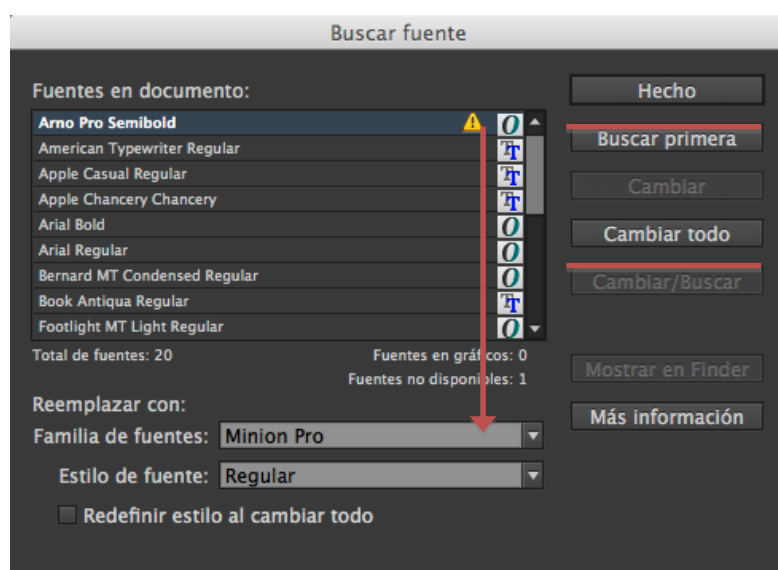 Buscar fuente
Fuentes en documento:
Arno Pro Semibold
American Typewriter Regular
Apple Casual Regular
Apple Chancery Chancery
Arial Bold
Arial Regular
Bernard MT Condensed Regular
Book Antiqua Regular
Footlight MT Light Regular
Total de fuentes: 20
Fuentes en gráficos: 0
Fuentes no disponibles: 1
Reemplazar con:
Familia de fuentes: Minion Pro
Estilo de fuente: Regular
Redefinir estilo al cambiar todo
Hecho
Buscar primera
Cambiar
Cambiar todo
Cambiar/Buscar
Mostrar en Finder
Más información